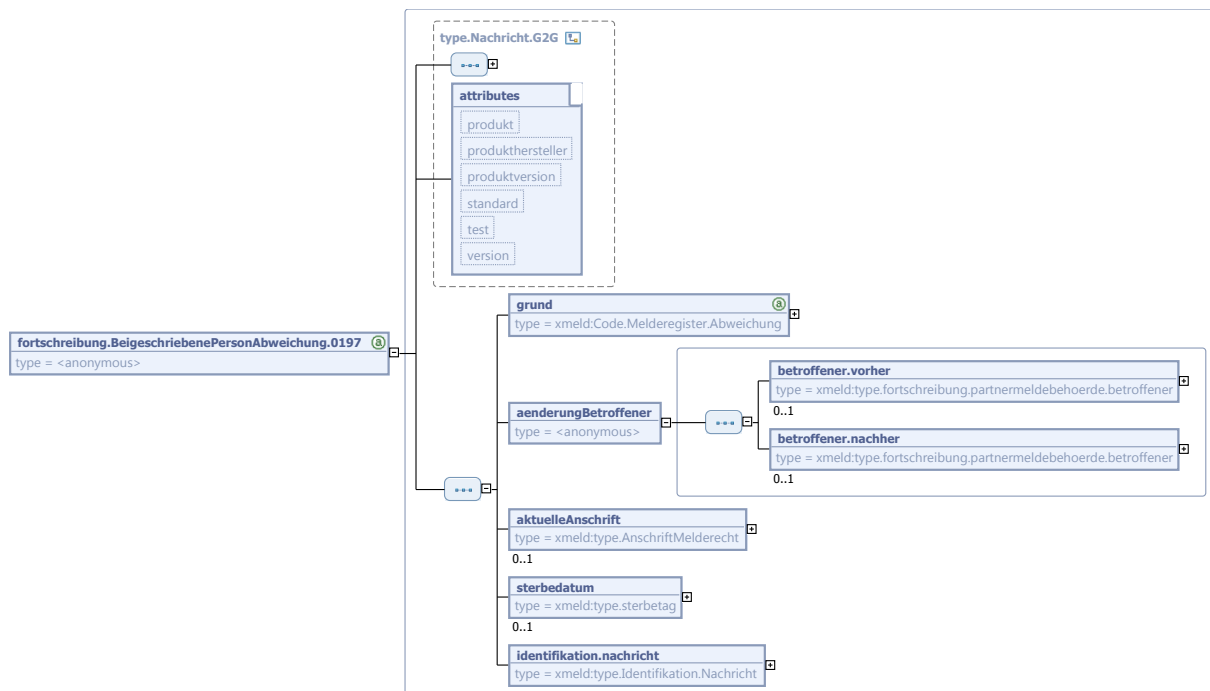 type.Nachricht.G2G
attributes
produkt
produkthersteller
produktversion
standard
test
version
fortschreibung.BeigeschriebenePersonAbweichung.0197
type = <anonymous>
grund
type = xmeld:Code.Melderegister.Abweichung
aenderungBetroffener
type = <anonymous>
betroffener.vorher
type = xmeld:type.fortschreibung.partnermeldebehoerde.betroffener
0..1
betroffener.nachher
type = xmeld:type.fortschreibung.partnermeldebehoerde.betroffener
0..1
aktuelleAnschrift
type = xmeld:type.AnschriftMelderecht
0..1
sterbedatum
type = xmeld:type.sterbetag
0..1
identifikation.nachricht
type = xmeld:type.Identifikation.Nachricht